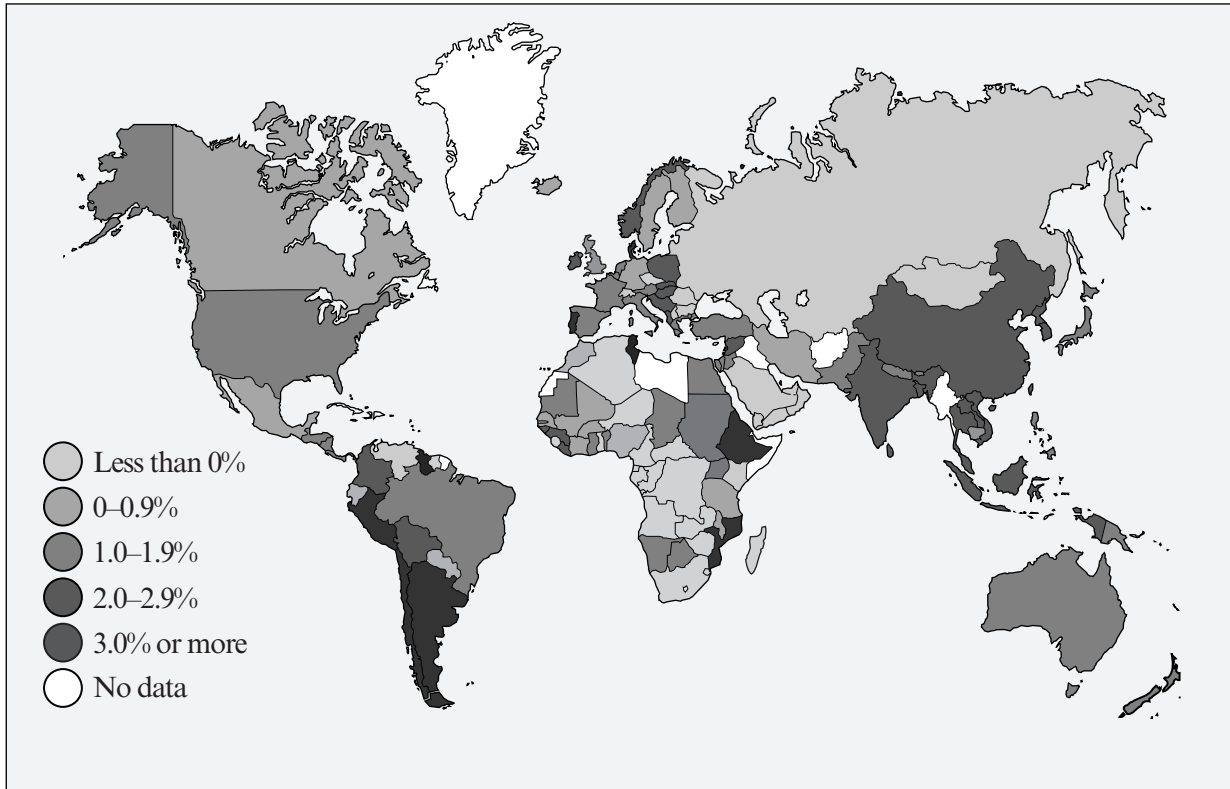 Less than 0%
0–0.9%
1.0–1.9%
2.0–2.9%
3.0% or more
No data